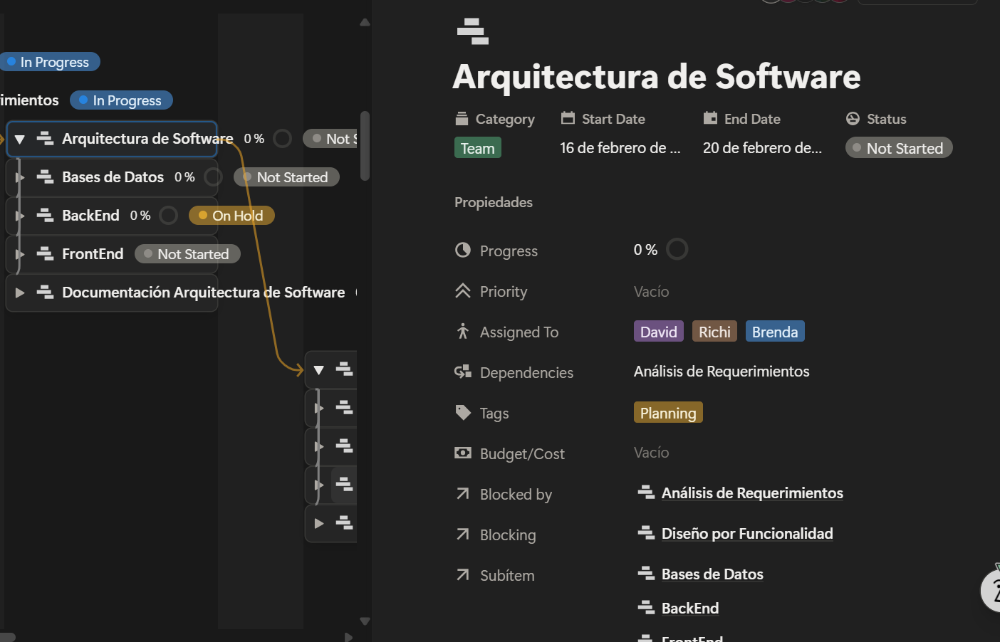 In Progress
imientos In Progress
Arquitectura de Software 0 % Not
Bases de Datos 0 % Not Started
BackEnd 0 % On Hold
FrontEnd Not Started
Documentación Arquitectura de Software
Arquitectura de Software
Category Start Date End Date Status
Team 16 de febrero de ... 20 de febrero de... Not Started
Propiedades
Progress 0 %
Priority Vacío
Assigned To David Richi Brenda
Dependencies Análisis de Requerimientos
Tags Planning
Budget/Cost Vacío
Blocked by Análisis de Requerimientos
Blocking Diseño por Funcionalidad
Subítem Bases de Datos
BackEnd
FrontEnd